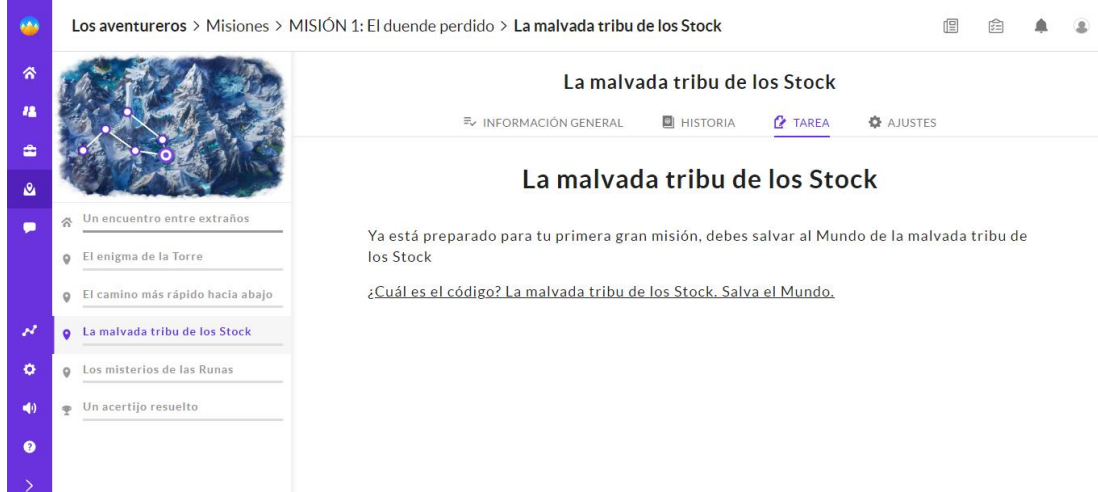 Los aventureros > Misiones > MISIÓN 1: El duende perdido > La malvada tribu de los Stock
La malvada tribu de los Stock
INFORMACIÓN GENERAL HISTORIA TAREA AJUSTES
Un encuentro entre extraños
El enigma de la Torre
El camino más rápido hacia abajo
La malvada tribu de los Stock
Los misterios de las Runas
Un acertijo resuelto
La malvada tribu de los Stock
Ya está preparado para tu primera gran misión, debes salvar al Mundo de la malvada tribu de
los Stock
¿Cuál es el código? La malvada tribu de los Stock. Salva el Mundo.